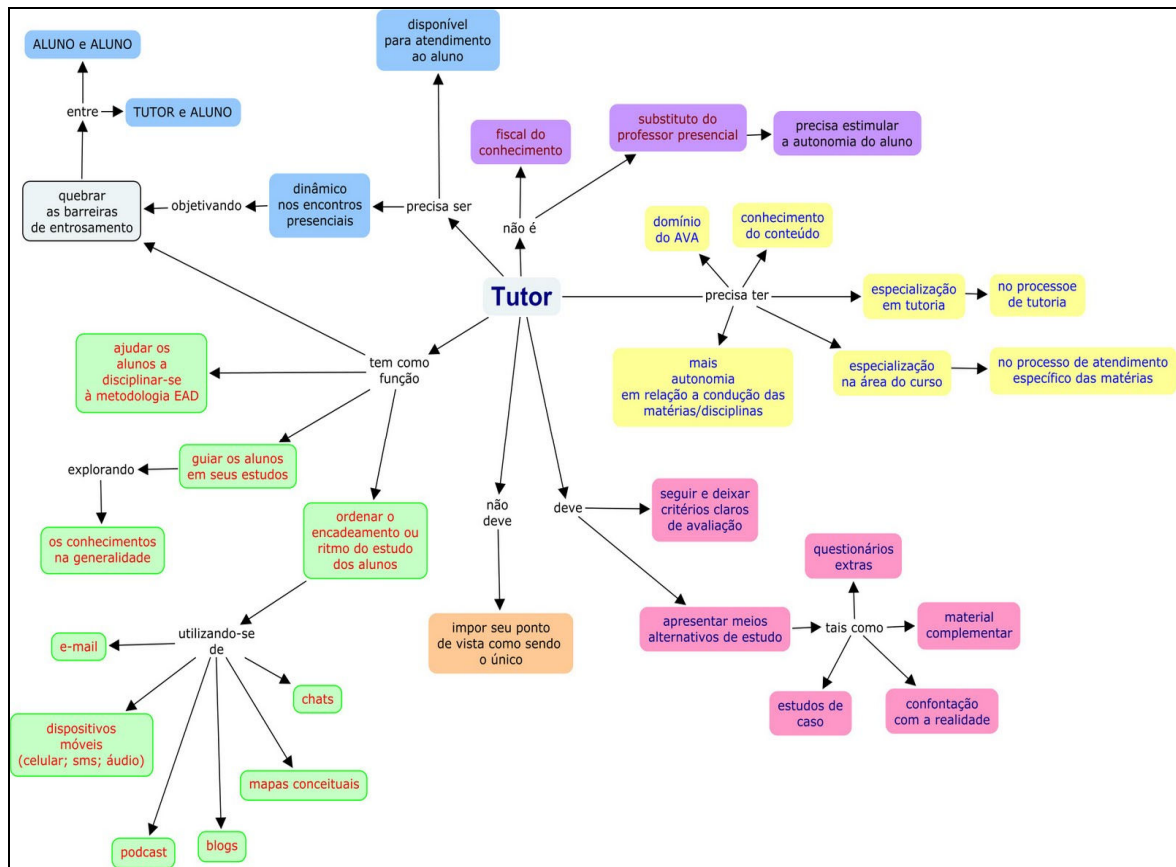 disponível
para atendimento
ao aluno
ALUNO e ALUNO
entre
TUTOR e ALUNO
fiscal do
conhecimento
substituto do
professor presencial
precisa estimular
a autonomia do aluno
quebrar
as barreiras
de entrosamento
objetivando
dinâmico
nos encontros
presenciais
precisa ser
não é
domínio
do AVA
conhecimento
do conteúdo
Tutor
precisa ter
especialização
em tutoria
no processoe
de tutoria
mais
autonomia
em relação a condução das
matérias/disciplinas
especialização
na área do curso
no processo de atendimento
específico das matérias
tem como
função
ajudar os
alunos a
disciplinar-se
à metodologia EAD
guiar os alunos
em seus estudos
explorando
os conhecimentos
na generalidade
ordenar o
encadeamento ou
ritmo do estudo
dos alunos
não
deve
deve
seguir e deixar
critérios claros
de avaliação
impor seu ponto
de vista como sendo
o único
apresentar meios
alternativos de estudo
tais como
questionários
extras
material
complementar
estudos de
caso
confontação
com a realidade
utilizando-se
de
e-mail
chats
dispositivos
móveis
(celular; sms; áudio)
mapas conceituais
podcast
blogs